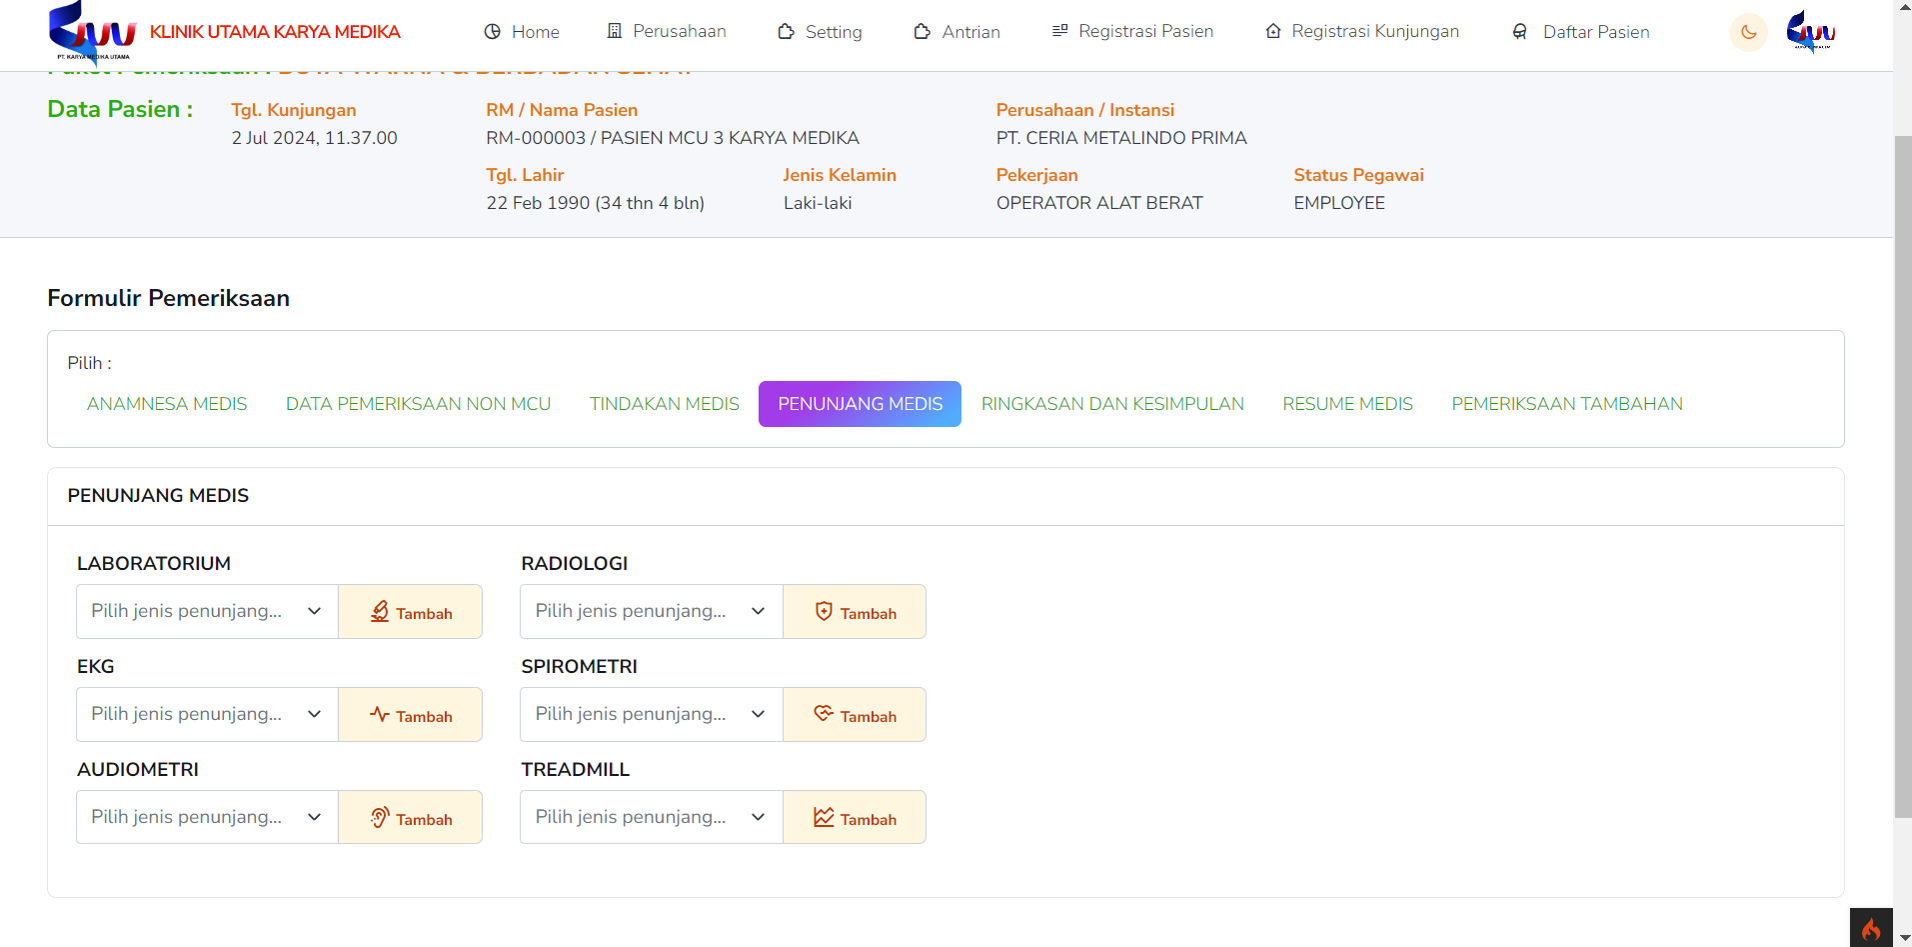 KLINIK UTAMA KARYA MEDIKA
PT. KARYA MEDIKA UTAMA
Home
Perusahaan
Setting
Antrian
Registrasi Pasien
Registrasi Kunjungan
Daftar Pasien
Paket Pemeriksaan : BUTA WARNA & BERBADAN SEHAT
Data Pasien :
Tgl. Kunjungan
2 Jul 2024, 11.37.00
RM / Nama Pasien
RM-000003 / PASIEN MCU 3 KARYA MEDIKA
Perusahaan / Instansi
PT. CERIA METALINDO PRIMA
Tgl. Lahir
22 Feb 1990 (34 thn 4 bln)
Jenis Kelamin
Laki-laki
Pekerjaan
OPERATOR ALAT BERAT
Status Pegawai
EMPLOYEE
Formulir Pemeriksaan
Pilih :
ANAMNESA MEDIS
DATA PEMERIKSAAN NON MCU
TINDAKAN MEDIS
PENUNJANG MEDIS
RINGKASAN DAN KESIMPULAN
RESUME MEDIS
PEMERIKSAAN TAMBAHAN
PENUNJANG MEDIS
LABORATORIUM
Pilih jenis penunjang...
Tambah
RADIOLOGI
Pilih jenis penunjang...
Tambah
EKG
Pilih jenis penunjang...
Tambah
SPIROMETRI
Pilih jenis penunjang...
Tambah
AUDIOMETRI
Pilih jenis penunjang...
Tambah
TREADMILL
Pilih jenis penunjang...
Tambah